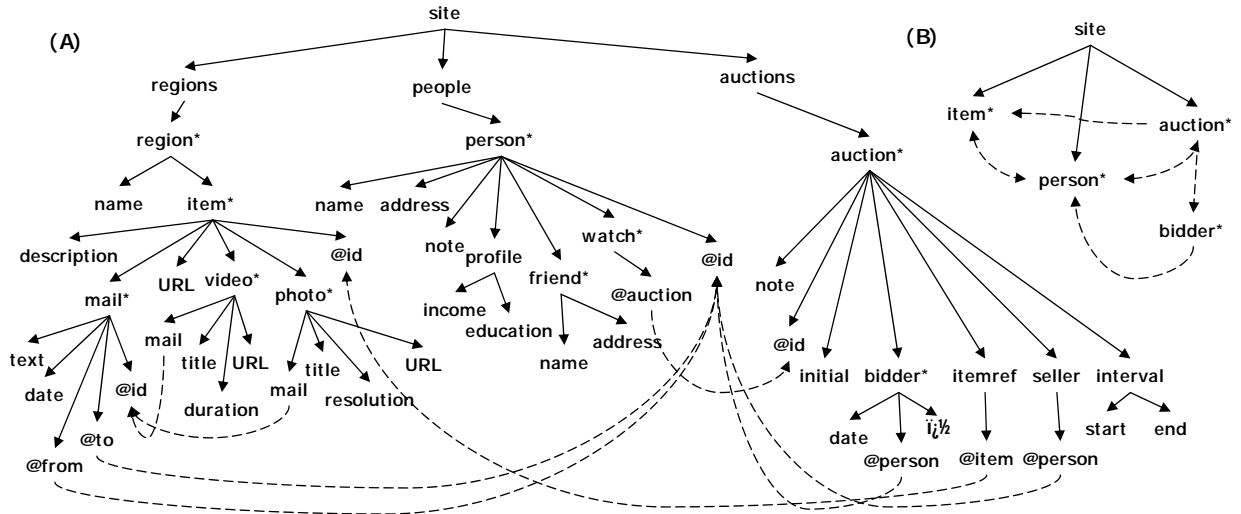 site
(A)
(B)
site
regions
people
auctions
item*
auction*
region*
person*
auction*
person*
name
item*
name
address
bidder*
description
@id
note
profile
watch*
@id
note
mail*
URL
video*
photo*
friend*
@auction
income
education
text
mail
title
URL
title
URL
name
address
@id
date
@id
mail
duration
resolution
initial
bidder*
itemref
seller
interval
@to
date
ï¿½
start
end
@from
@person
@item
@person